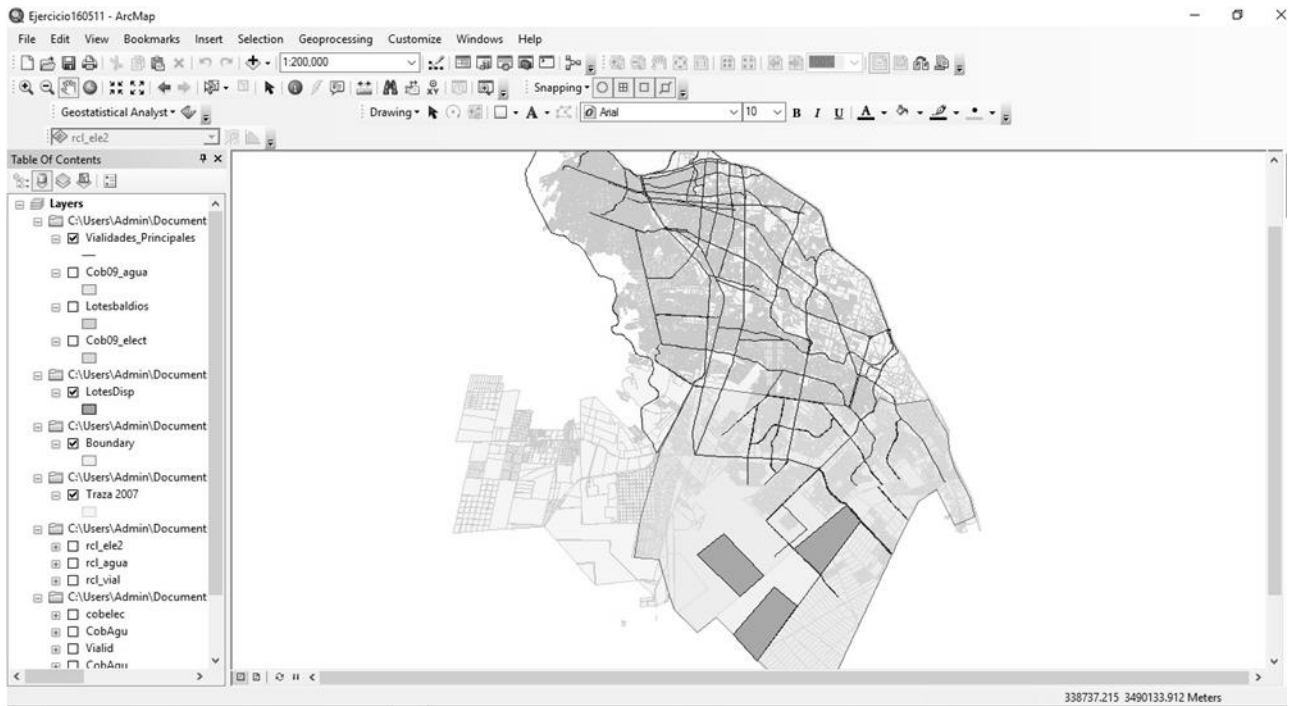 Ejercicio160511 - ArcMap
File Edit View Bookmarks Insert Selection Geoprocessing Customize Windows Help
1:200,000
Snapping
Geostatistical Analyst
Drawing A Arial 10 B I U A
rcl_ele2
Table Of Contents
Layers
C:\Users\Admin\Document
Vialidades_Principales
Cob09_agua
Lotesbaldios
Cob09_elect
C:\Users\Admin\Document
LotesDisp
C:\Users\Admin\Document
Boundary
C:\Users\Admin\Document
Traza 2007
C:\Users\Admin\Document
rcl_ele2
rcl_agua
rcl_vial
C:\Users\Admin\Document
cobelec
CobAgu
Vialid
CobAgu
338737.215 3490133.912 Meters